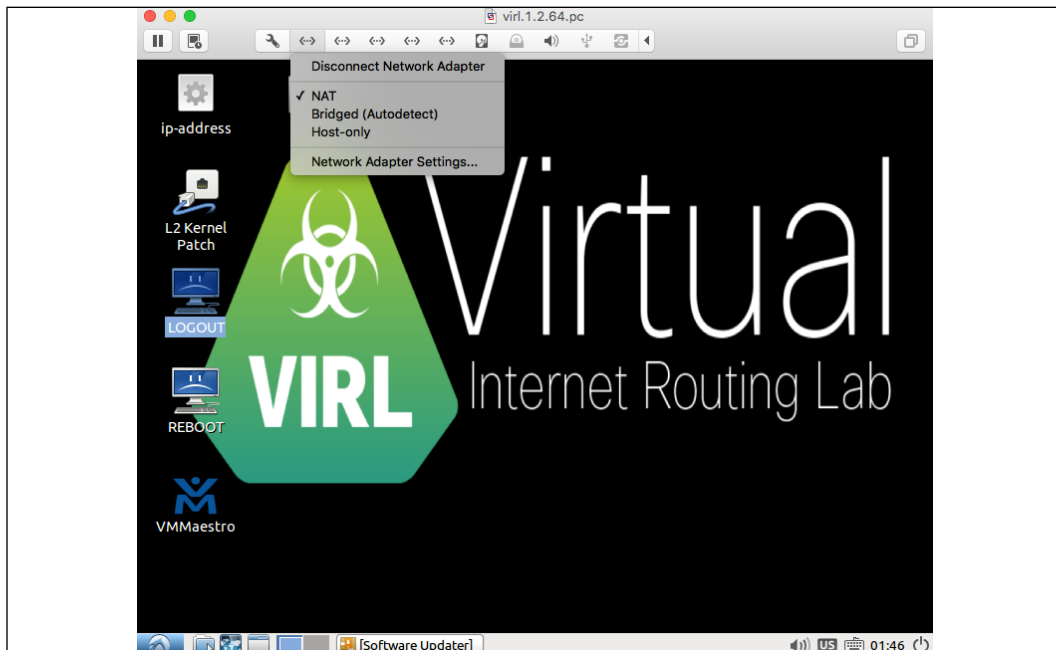 virl.1.2.64.pc
Disconnect Network Adapter
✓ NAT
Bridged (Autodetect)
Host-only
Network Adapter Settings...
ip-address
L2 Kernel
Patch
LOGOUT
REBOOT
VMMaestro
VIRL
Virtual
Internet Routing Lab
[Software Updater]
US
01:46